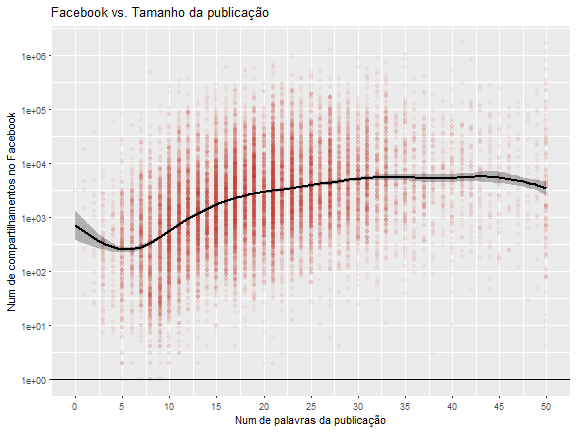 Facebook vs. Tamanho da publicação
Num de compartilhamentos no Facebook
1e+06
1e+05
1e+04
1e+03
1e+02
1e+01
1e+00
0 5 10 15 20 25 30 35 40 45 50
Num de palavras da publicação